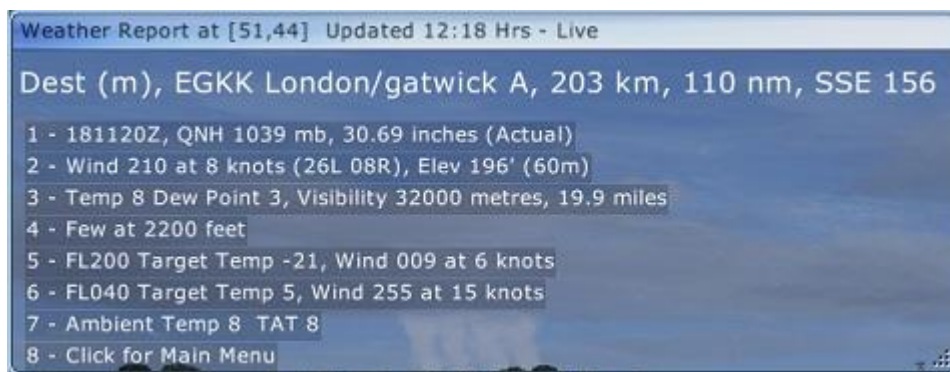 Weather Report at [51,44]  Updated 12:18 Hrs - Live
Dest (m), EGKK London/gatwick A, 203 km, 110 nm, SSE 156
1 - 181120Z, QNH 1039 mb, 30.69 inches (Actual)
2 - Wind 210 at 8 knots (26L 08R), Elev 196' (60m)
3 - Temp 8 Dew Point 3, Visibility 32000 metres, 19.9 miles
4 - Few at 2200 feet
5 - FL200 Target Temp -21, Wind 009 at 6 knots
6 - FL040 Target Temp 5, Wind 255 at 15 knots
7 - Ambient Temp 8  TAT 8
8 - Click for Main Menu